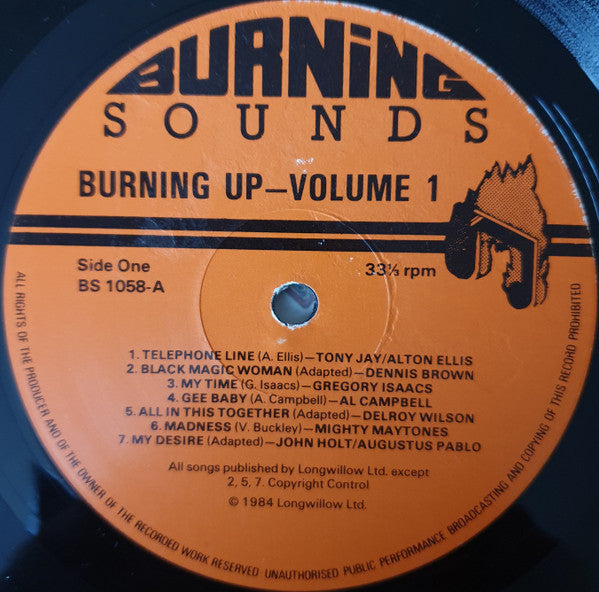 BURNiNG
SOUNDS
BURNING UP—VOLUME 1
Side One
33⅓ rpm
BS 1058-A
1. TELEPHONE LINE (A. Ellis)—TONY JAY/ALTON ELLIS
2. BLACK MAGIC WOMAN (Adapted)—DENNIS BROWN
3. MY TIME (G. Isaacs)—GREGORY ISAACS
4. GEE BABY (A. Campbell)—AL CAMPBELL
5. ALL IN THIS TOGETHER (Adapted)—DELROY WILSON
6. MADNESS (V. Buckley)—MIGHTY MAYTONES
7. MY DESIRE (Adapted)—JOHN HOLT/AUGUSTUS PABLO
All songs published by Longwillow Ltd. except
2, 5, 7. Copyright Control
© 1984 Longwillow Ltd.
ALL RIGHTS OF THE PRODUCER AND OF THE OWNER OF THE RECORDED WORK RESERVED UNAUTHORISED PUBLIC PERFORMANCE BROADCASTING AND COPYING OF THIS RECORD PROHIBITED